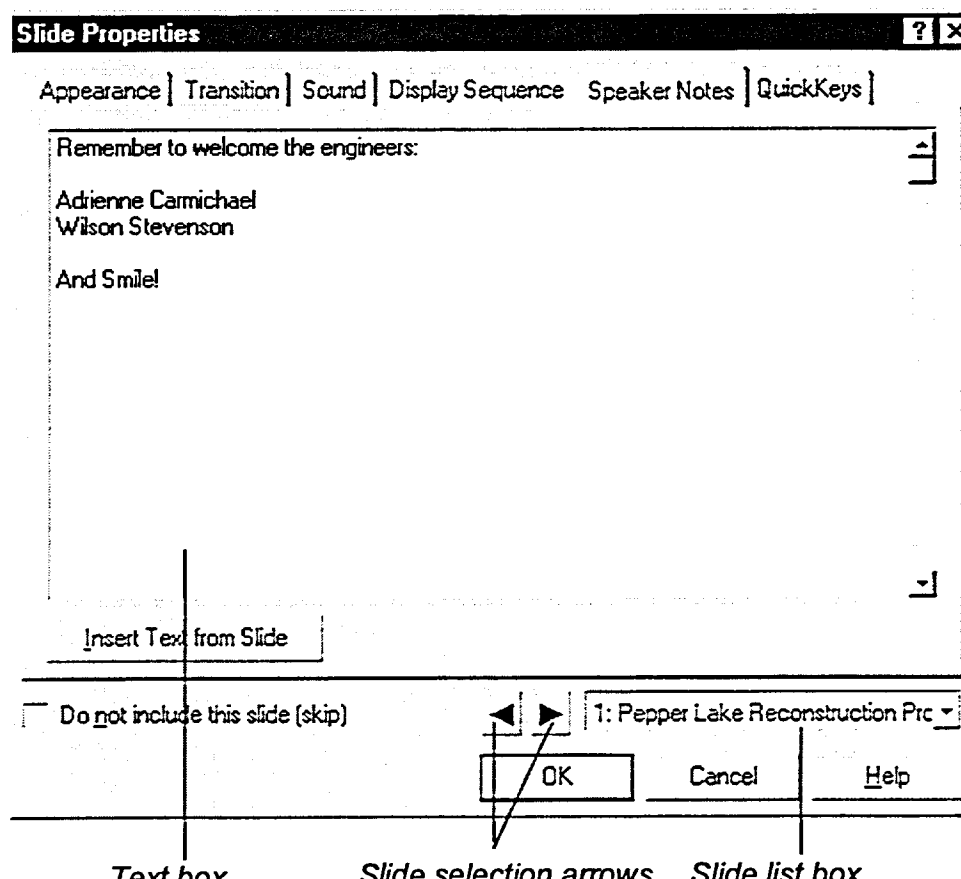 Slide Properties ? ×
Appearance Transition Sound Display Sequence Speaker Notes QuickKeys
Remember to welcome the engineers:
Adrienne Carmichael
Wilson Stevenson
And Smile!
Insert Text from Slide
Do not include this slide (skip) 1: Pepper Lake Reconstruction Prc
OK Cancel Help
Text box Slide selection arrows Slide list box